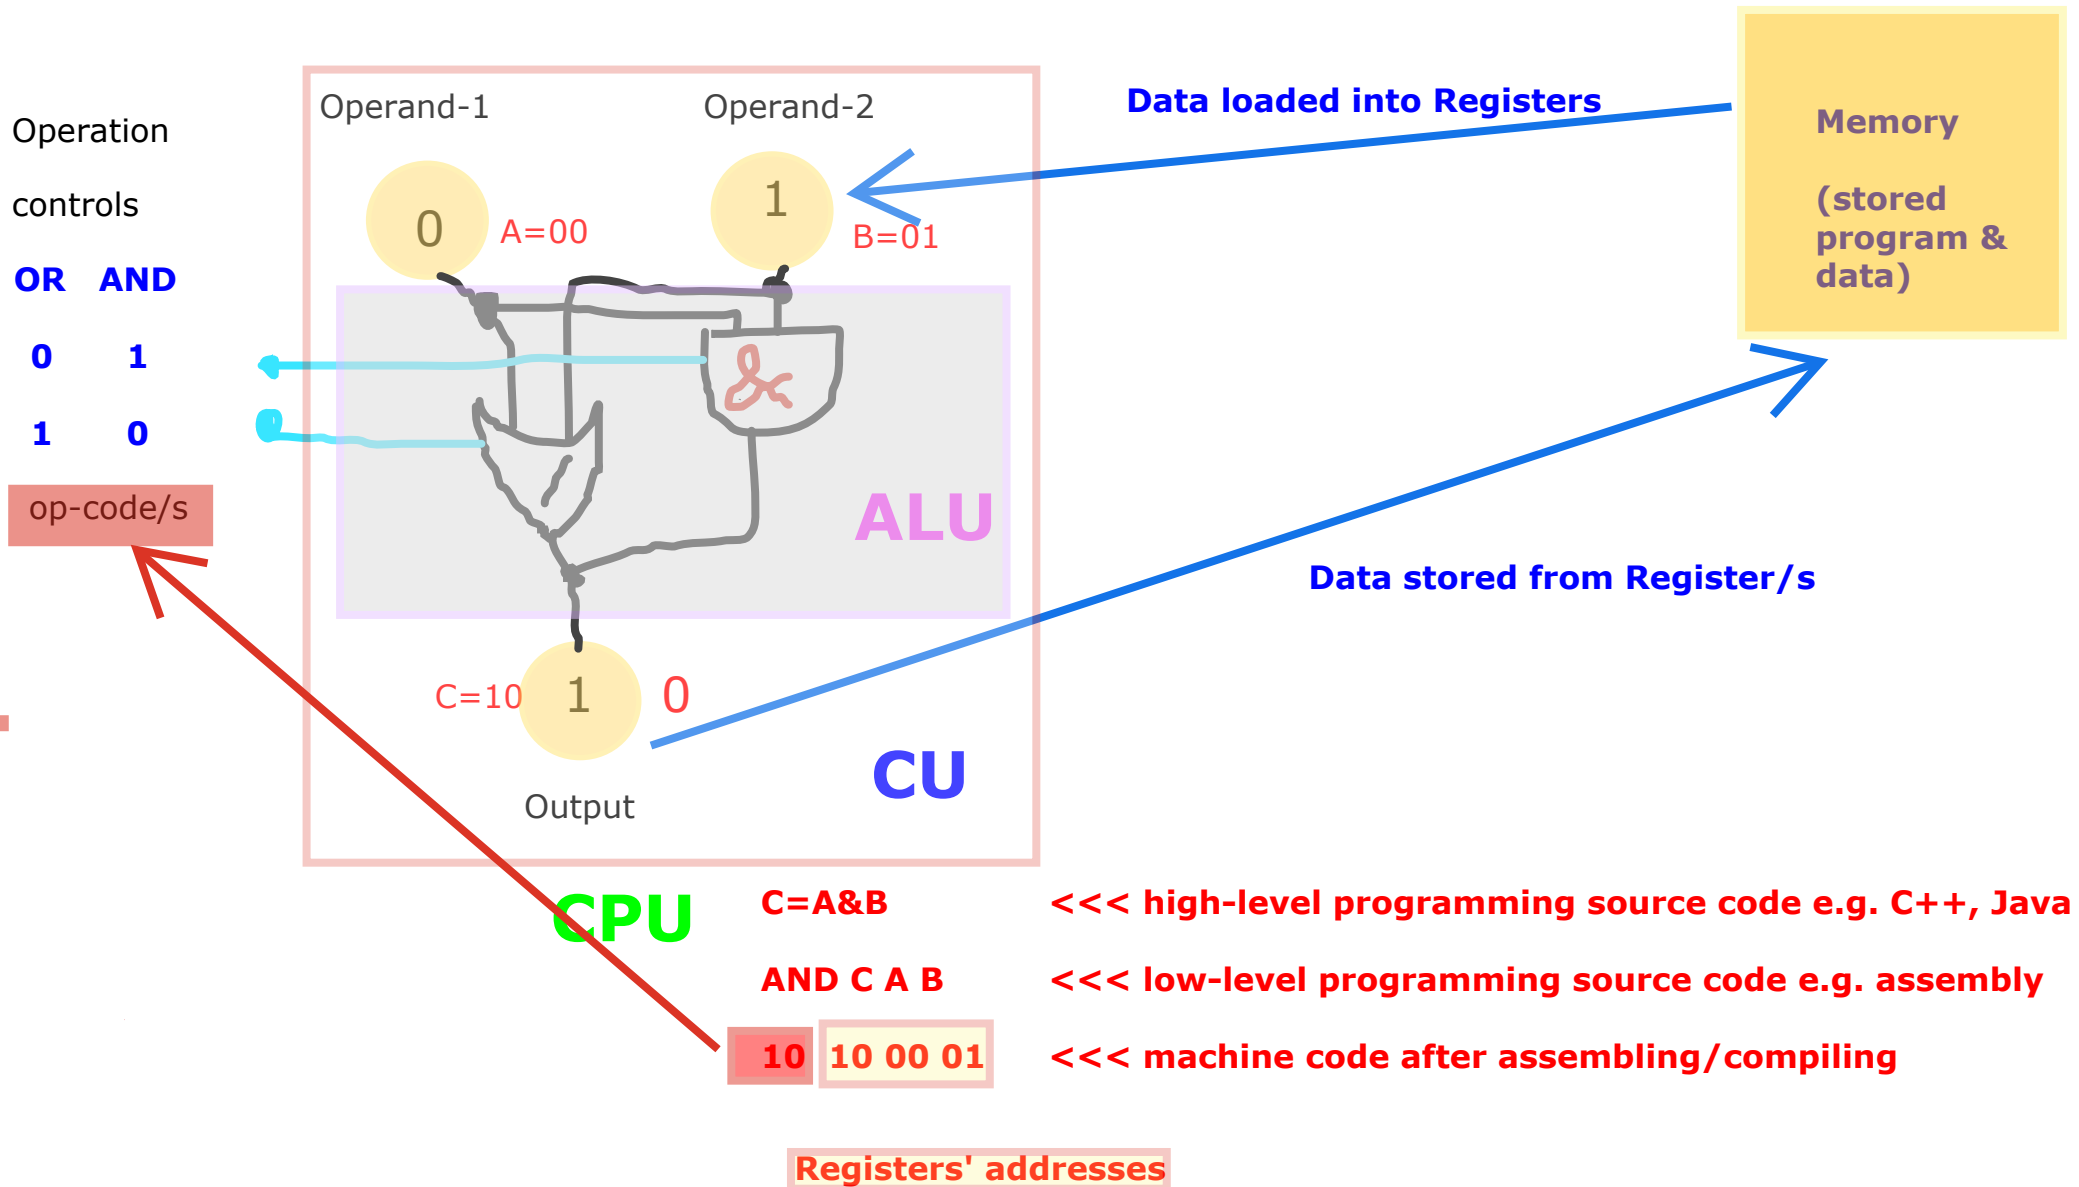 Operand-1
Operand-2
Data loaded into Registers
Operation
controls
OR AND
0 1
1 0
op-code/s
0
A=00
1
B=01
&
ALU
Memory
(stored
program &
data)
Data stored from Register/s
C=10
1
0
CU
Output
CPU
C=A&B <<< high-level programming source code e.g. C++, Java
AND C A B <<< low-level programming source code e.g. assembly
10 10 00 01 <<< machine code after assembling/compiling
Registers' addresses